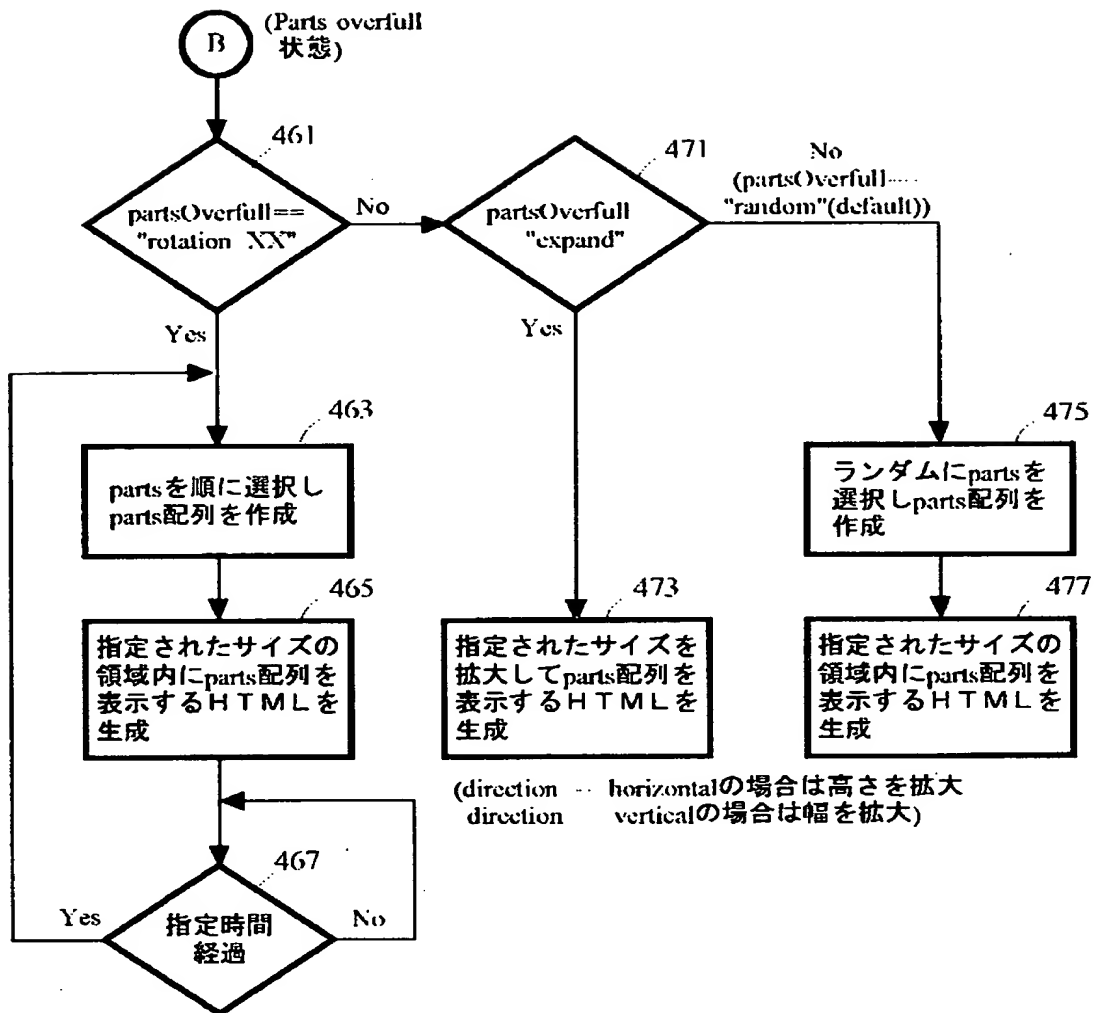 B
(Parts overfull
状態)
461
partsOverfull==
"rotation XX"
No
Yes
471
partsOverfull
"expand"
No
(partsOverfull
"random"(default))
Yes
463
partsを順に選択し
parts配列を作成
475
ランダムにpartsを
選択しparts配列を
作成
465
指定されたサイズの
領域内にparts配列を
表示するＨＴＭＬを
生成
473
指定されたサイズを
拡大してparts配列を
表示するＨＴＭＬを
生成
477
指定されたサイズの
領域内にparts配列を
表示するＨＴＭＬを
生成
(direction horizontalの場合は高さを拡大
direction verticalの場合は幅を拡大)
467
Yes
指定時間
経過
No